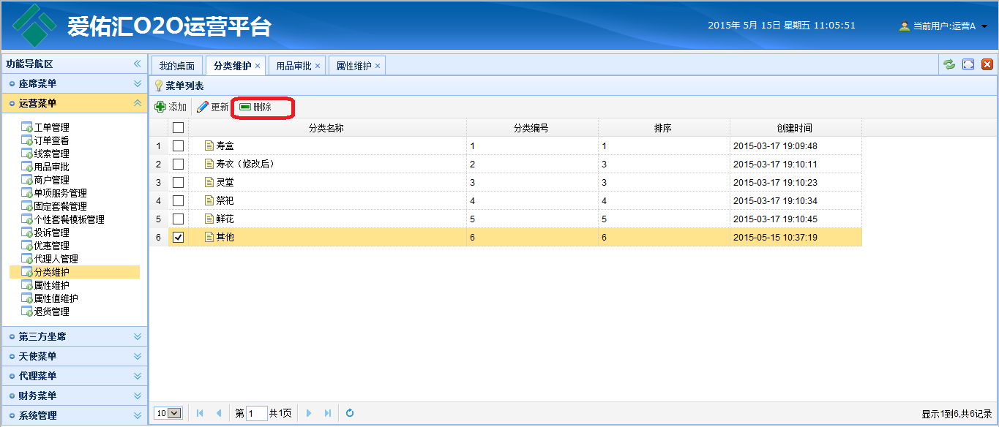 爱佑汇O2O运营平台
2015年 5月 15日 星期五 11:05:51
当前用户:运营A
功能导航区
座席菜单
运营菜单
工单管理
订单查看
线索管理
用品审批
商户管理
单项服务管理
固定套餐管理
个性套餐模板管理
投诉管理
优惠管理
代理人管理
分类维护
属性维护
属性值维护
退货管理
第三方坐席
天使菜单
代理菜单
财务菜单
系统管理
我的桌面 分类维护 用品审批 属性维护
菜单列表
添加 更新 删除
分类名称 分类编号 排序 创建时间
1 寿盒 1 1 2015-03-17 19:09:48
2 寿衣（修改后） 2 3 2015-03-17 19:10:11
3 灵堂 3 3 2015-03-17 19:10:23
4 祭祀 4 4 2015-03-17 19:10:34
5 鲜花 5 5 2015-03-17 19:10:45
6 其他 6 6 2015-05-15 10:37:19
10 第 1 共1页
显示1到6,共6记录